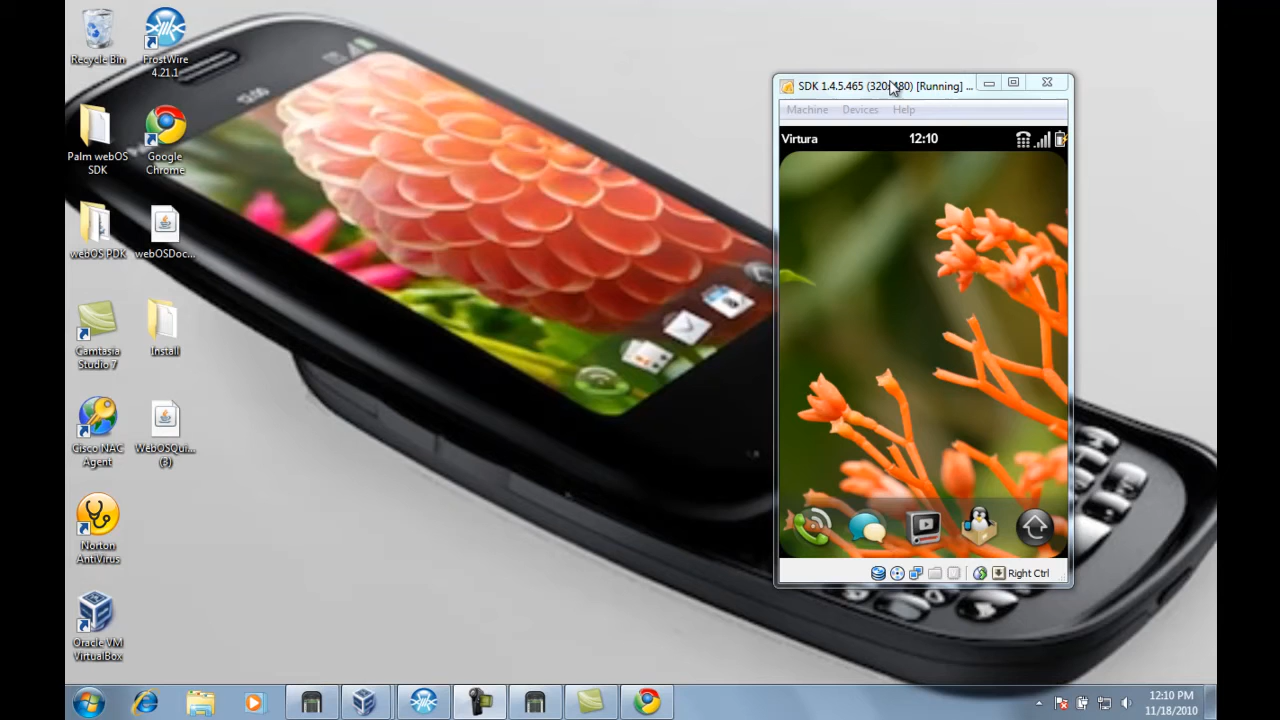 Recycle Bin
FrostWire
4.21.1
Palm webOS
SDK
Google
Chrome
webOS PDK
webOSDoc...
Camtasia
Studio 7
Install
Cisco NAC
Agent
WebOSQui...
(3)
Norton
AntiVirus
Oracle VM
VirtualBox
12:00
SDK 1.4.5.465 (320x480) [Running] ...
Machine Devices Help
Virtura 12:10
Right Ctrl
12:10 PM
11/18/2010